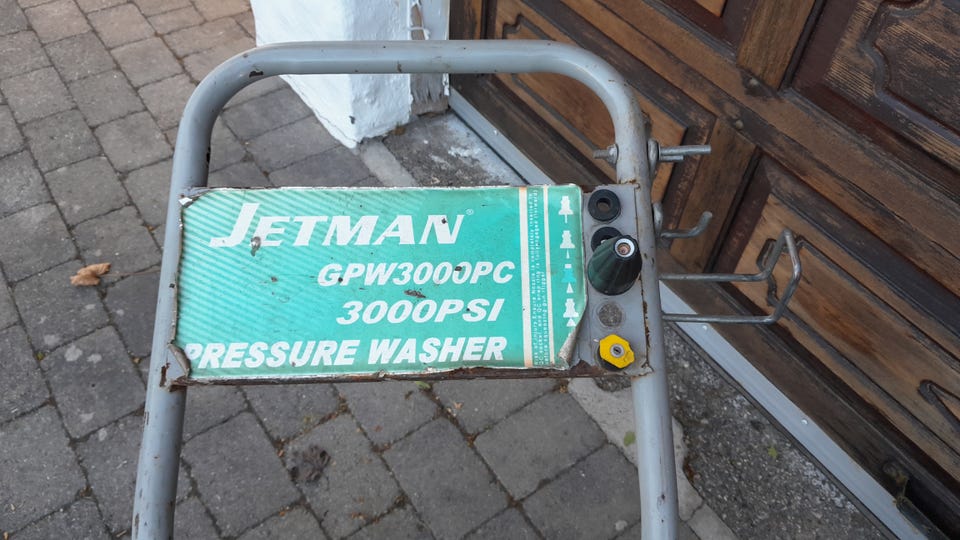 JETMAN®
GPW3000PC
3000PSI
PRESSURE WASHER